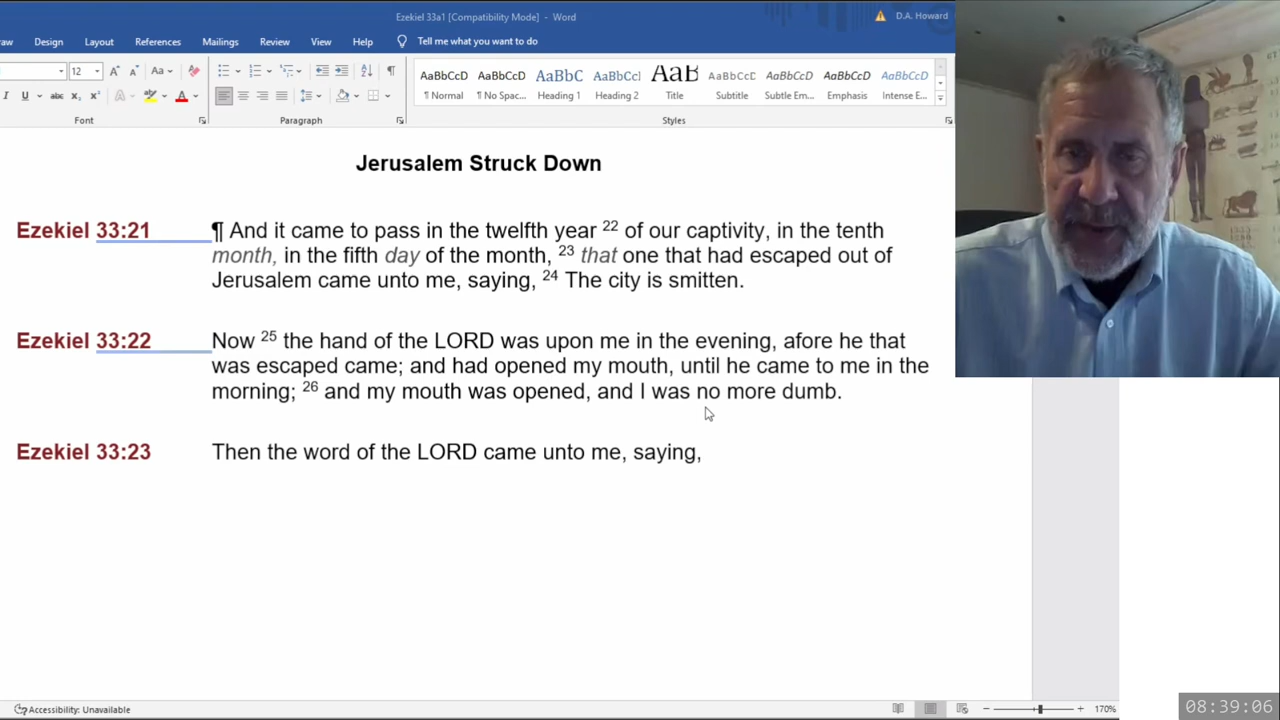 Ezekiel 33a1 [Compatibility Mode] - Word
D.A. Howard
aw Design Layout References Mailings Review View Help Tell me what you want to do
12 Aa
AaBbCcD AaBbCcD AaBbC AaBbCcI AaB AaBbCcD AaBbCcD AaBbCcD AaBbCcD
¶ Normal ¶ No Spac... Heading 1 Heading 2 Title Subtitle Subtle Em... Emphasis Intense E...
Font Paragraph Styles
Jerusalem Struck Down
Ezekiel 33:21 ¶ And it came to pass in the twelfth year 22 of our captivity, in the tenth
month, in the fifth day of the month, 23 that one that had escaped out of
Jerusalem came unto me, saying, 24 The city is smitten.
Ezekiel 33:22 Now 25 the hand of the LORD was upon me in the evening, afore he that
was escaped came; and had opened my mouth, until he came to me in the
morning; 26 and my mouth was opened, and I was no more dumb.
Ezekiel 33:23 Then the word of the LORD came unto me, saying,
Accessibility: Unavailable
170%
08:39:06